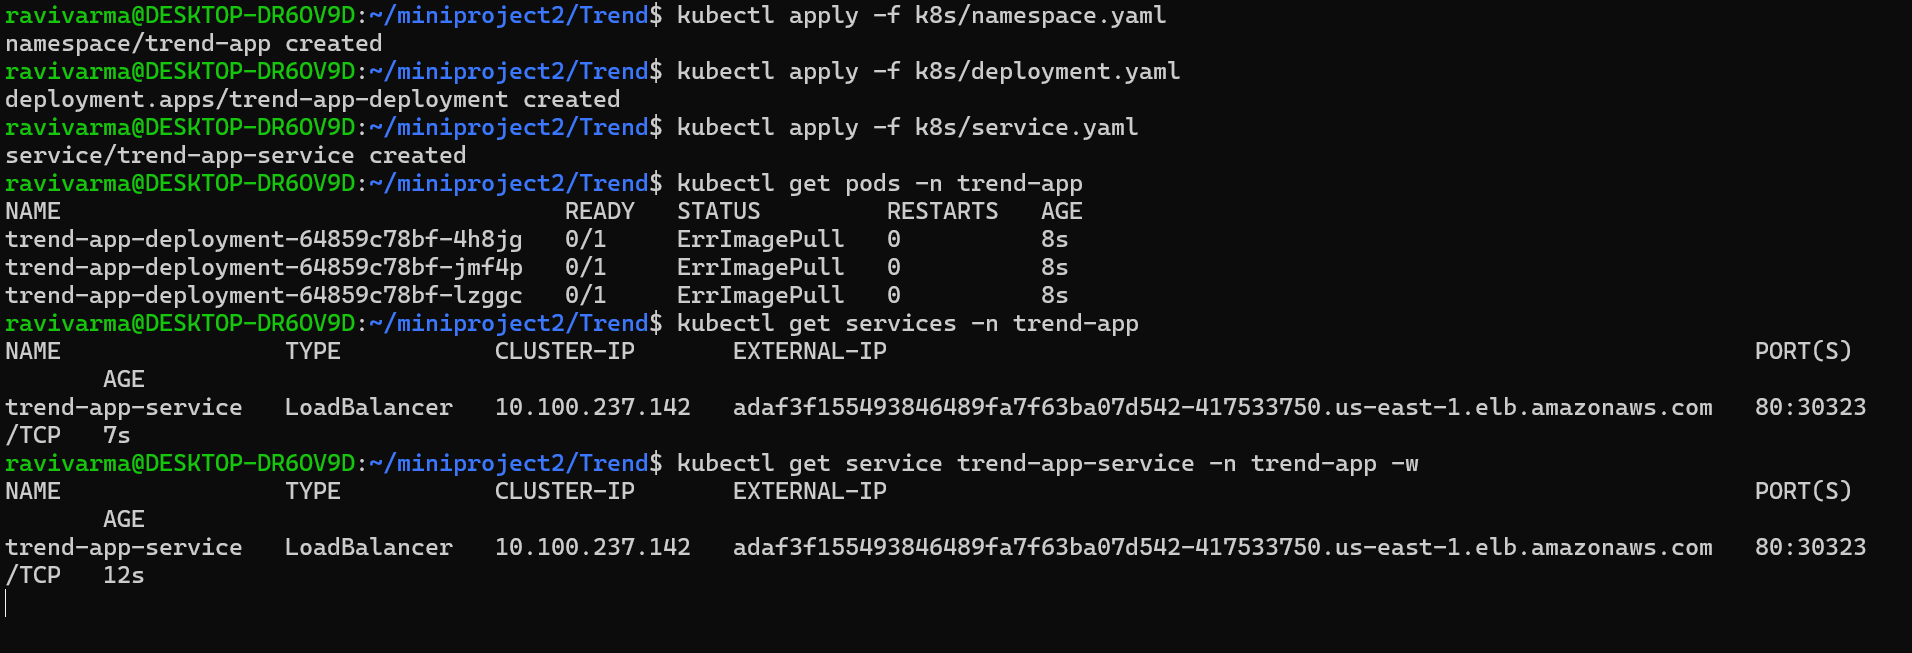 ravivarma@DESKTOP-DR6OV9D:~/miniproject2/Trend$ kubectl apply -f k8s/namespace.yaml
namespace/trend-app created
ravivarma@DESKTOP-DR6OV9D:~/miniproject2/Trend$ kubectl apply -f k8s/deployment.yaml
deployment.apps/trend-app-deployment created
ravivarma@DESKTOP-DR6OV9D:~/miniproject2/Trend$ kubectl apply -f k8s/service.yaml
service/trend-app-service created
ravivarma@DESKTOP-DR6OV9D:~/miniproject2/Trend$ kubectl get pods -n trend-app
NAME                                    READY   STATUS         RESTARTS   AGE
trend-app-deployment-64859c78bf-4h8jg   0/1     ErrImagePull   0          8s
trend-app-deployment-64859c78bf-jmf4p   0/1     ErrImagePull   0          8s
trend-app-deployment-64859c78bf-lzggc   0/1     ErrImagePull   0          8s
ravivarma@DESKTOP-DR6OV9D:~/miniproject2/Trend$ kubectl get services -n trend-app
NAME                TYPE           CLUSTER-IP       EXTERNAL-IP                                                              PORT(S)
       AGE
trend-app-service   LoadBalancer   10.100.237.142   adaf3f155493846489fa7f63ba07d542-417533750.us-east-1.elb.amazonaws.com   80:30323
/TCP   7s
ravivarma@DESKTOP-DR6OV9D:~/miniproject2/Trend$ kubectl get service trend-app-service -n trend-app -w
NAME                TYPE           CLUSTER-IP       EXTERNAL-IP                                                              PORT(S)
       AGE
trend-app-service   LoadBalancer   10.100.237.142   adaf3f155493846489fa7f63ba07d542-417533750.us-east-1.elb.amazonaws.com   80:30323
/TCP   12s